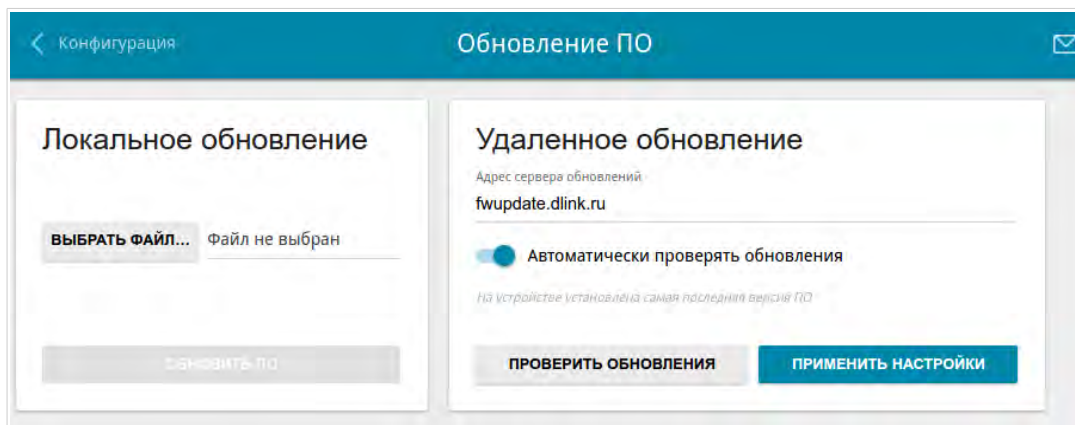 Конфигурация
Обновление ПО
Локальное обновление
ВЫБРАТЬ ФАЙЛ...
Файл не выбран
ОБНОВИТЬ ПО
Удаленное обновление
Адрес сервера обновлений
fwupdate.dlink.ru
Автоматически проверять обновления
На устройстве установлена самая последняя версия ПО
ПРОВЕРИТЬ ОБНОВЛЕНИЯ
ПРИМЕНИТЬ НАСТРОЙКИ